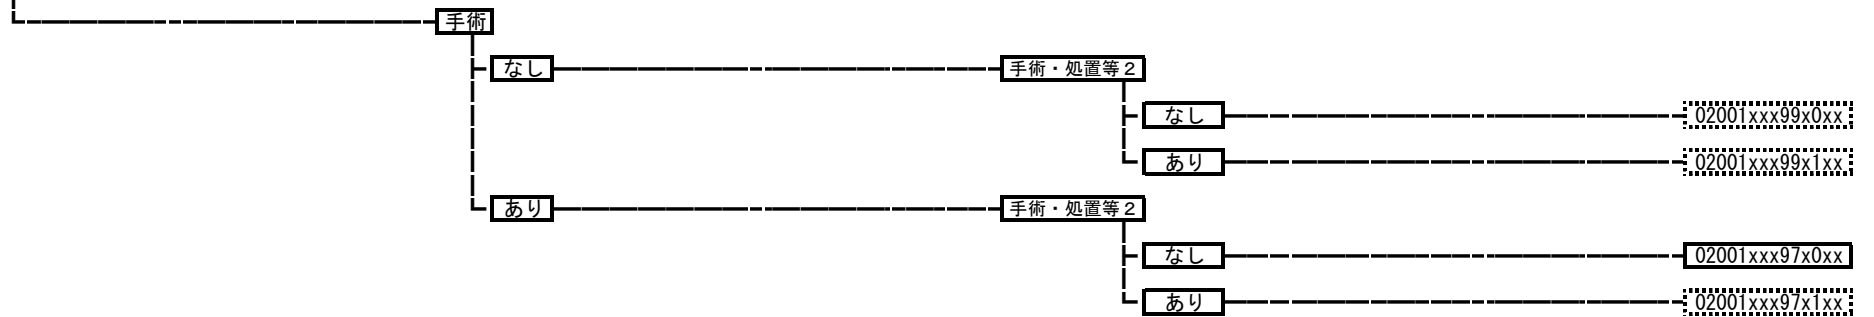 手術
なし 手術・処置等２
なし 02001xxx99x0xx
あり 02001xxx99x1xx
あり 手術・処置等２
なし 02001xxx97x0xx
あり 02001xxx97x1xx